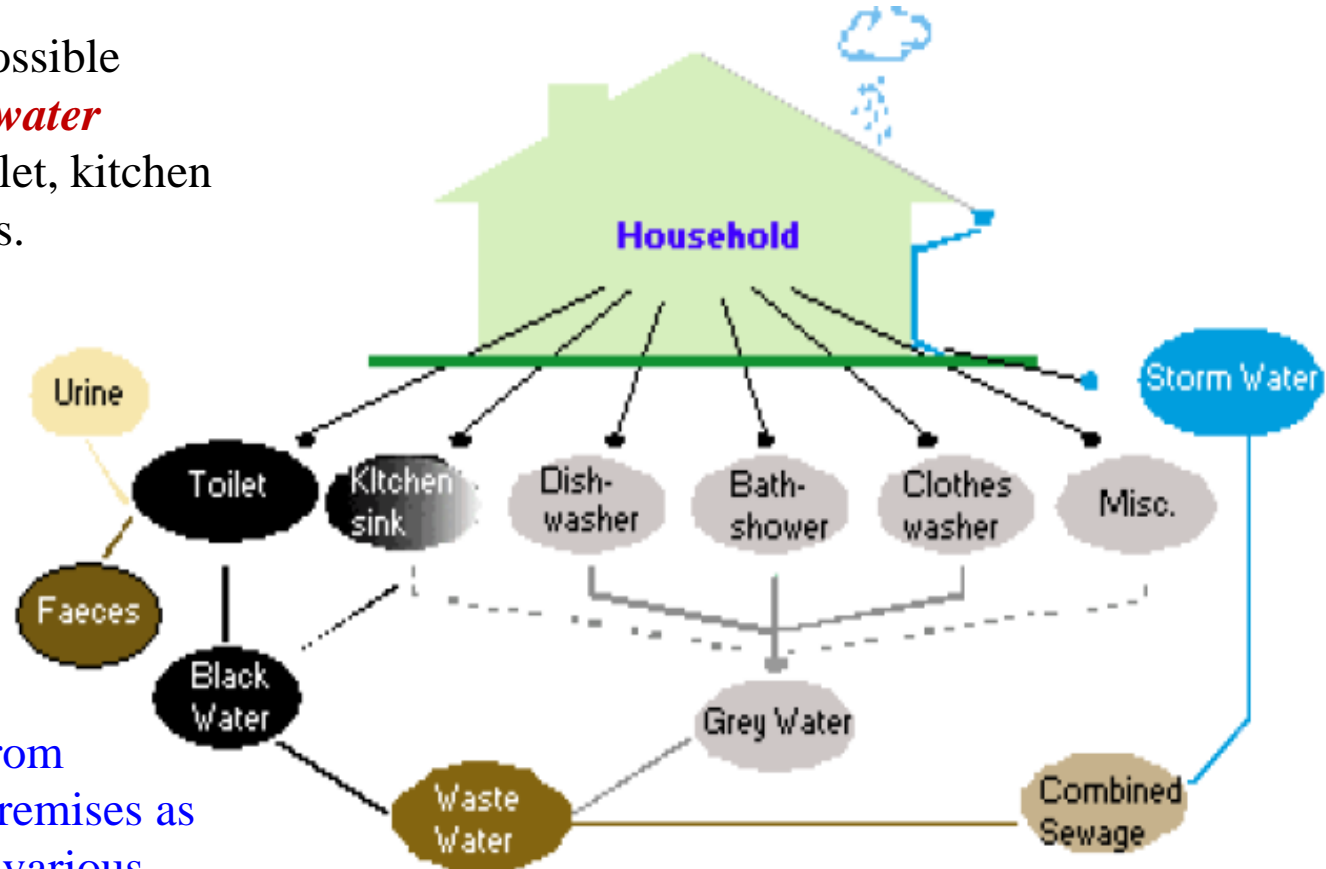 ossible
water
let, kitchen
s.
Household
Storm Water
Urine
Toilet
KItchen
sink
Dish-
washer
Bath-
shower
Clothes
washer
Misc.
Faeces
Black
Water
Grey Water
rom
remises as
various
Waste
Water
Combined
Sewage